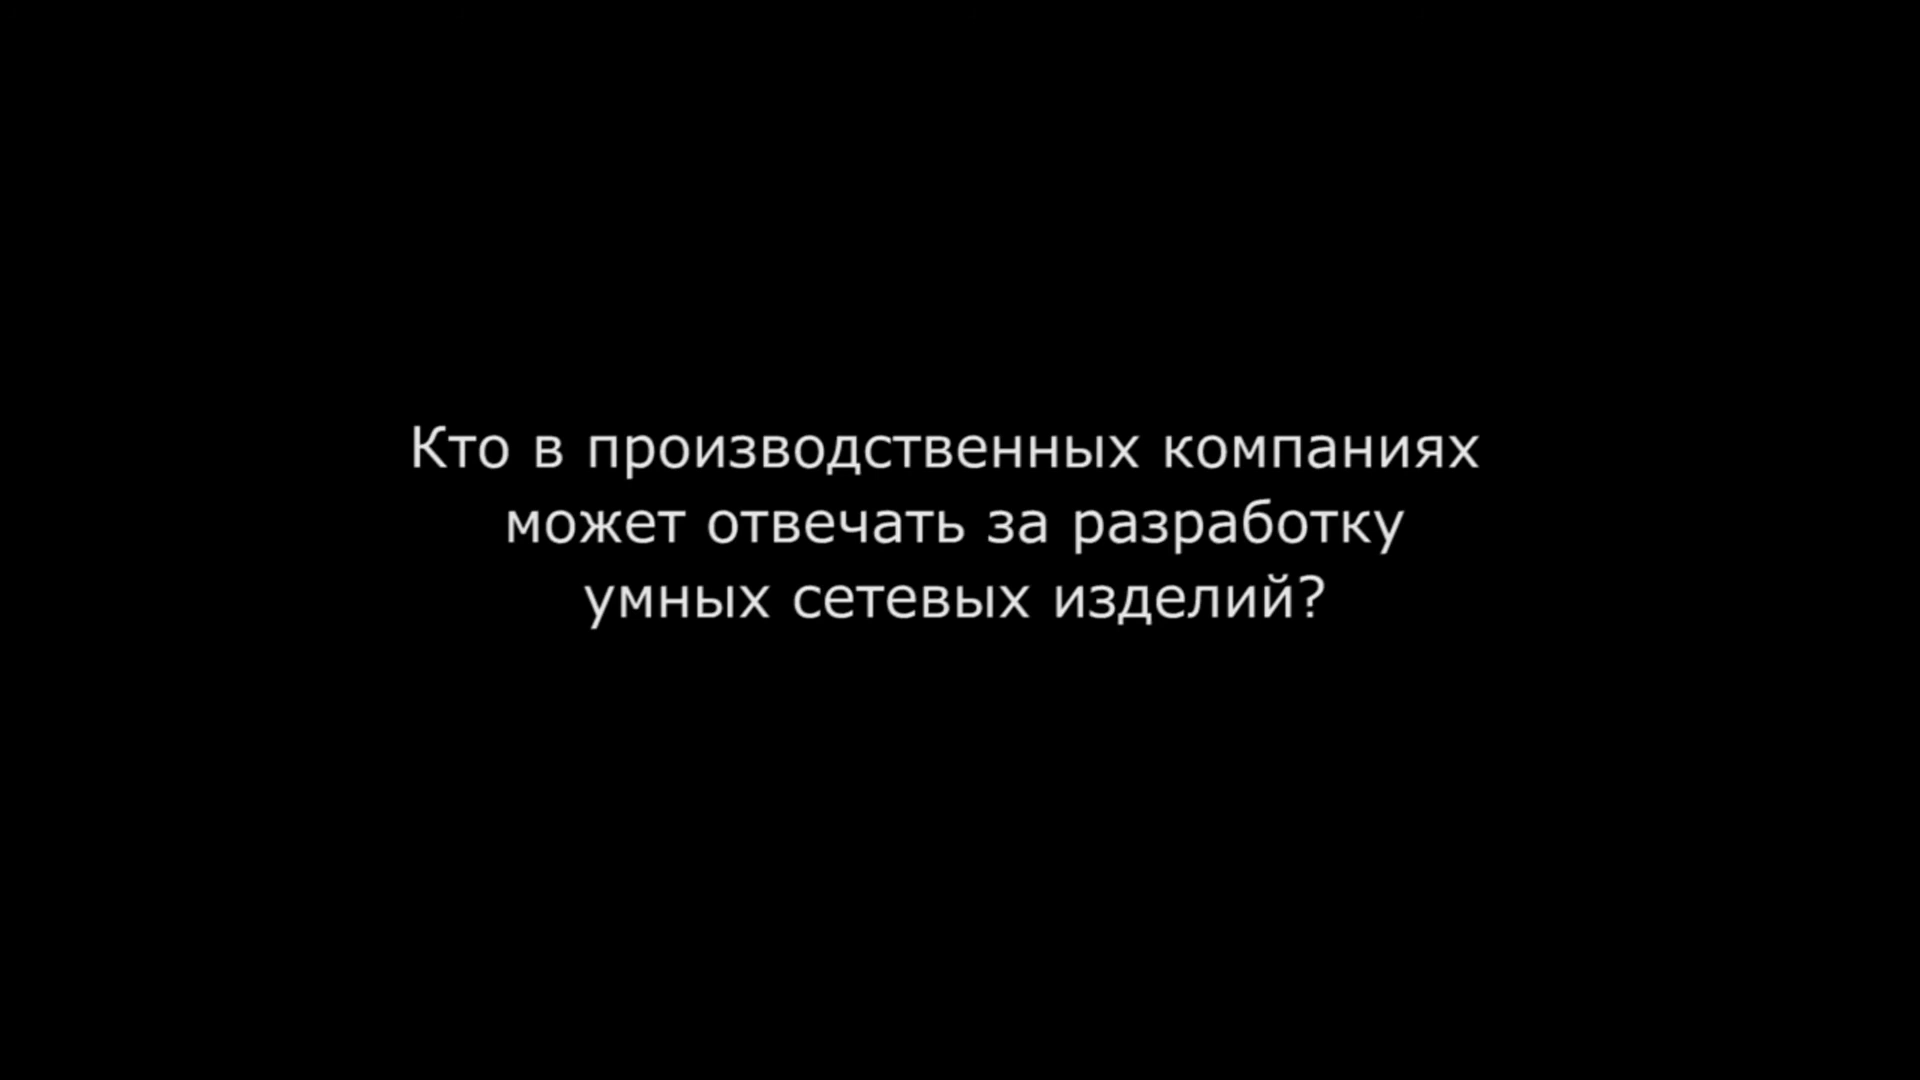 Кто в производственных компаниях
может отвечать за разработку
умных сетевых изделий?